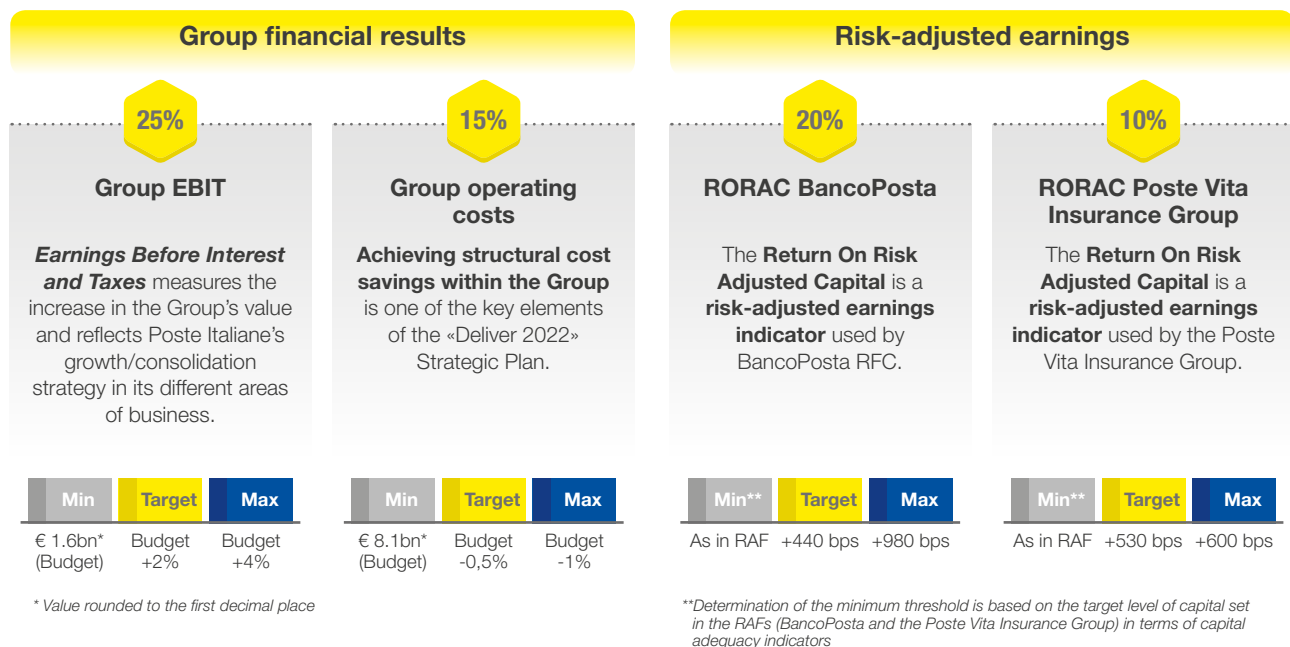 Group financial results
25%
Group EBIT
Earnings Before Interest
and Taxes measures the
increase in the Group’s value
and reflects Poste Italiane’s
growth/consolidation
strategy in its different areas
of business.
Min Target Max
€ 1.6bn* Budget Budget
(Budget) +2% +4%
15%
Group operating
costs
Achieving structural cost
savings within the Group
is one of the key elements
of the «Deliver 2022»
Strategic Plan.
Min Target Max
€ 8.1bn* Budget Budget
(Budget) -0,5% -1%
* Value rounded to the first decimal place
Risk-adjusted earnings
20%
RORAC BancoPosta
The Return On Risk
Adjusted Capital is a
risk-adjusted earnings
indicator used by
BancoPosta RFC.
Min** Target Max
As in RAF +440 bps +980 bps
10%
RORAC Poste Vita
Insurance Group
The Return On Risk
Adjusted Capital is a
risk-adjusted earnings
indicator used by the Poste
Vita Insurance Group.
Min** Target Max
As in RAF +530 bps +600 bps
**Determination of the minimum threshold is based on the target level of capital set
in the RAFs (BancoPosta and the Poste Vita Insurance Group) in terms of capital
adequacy indicators